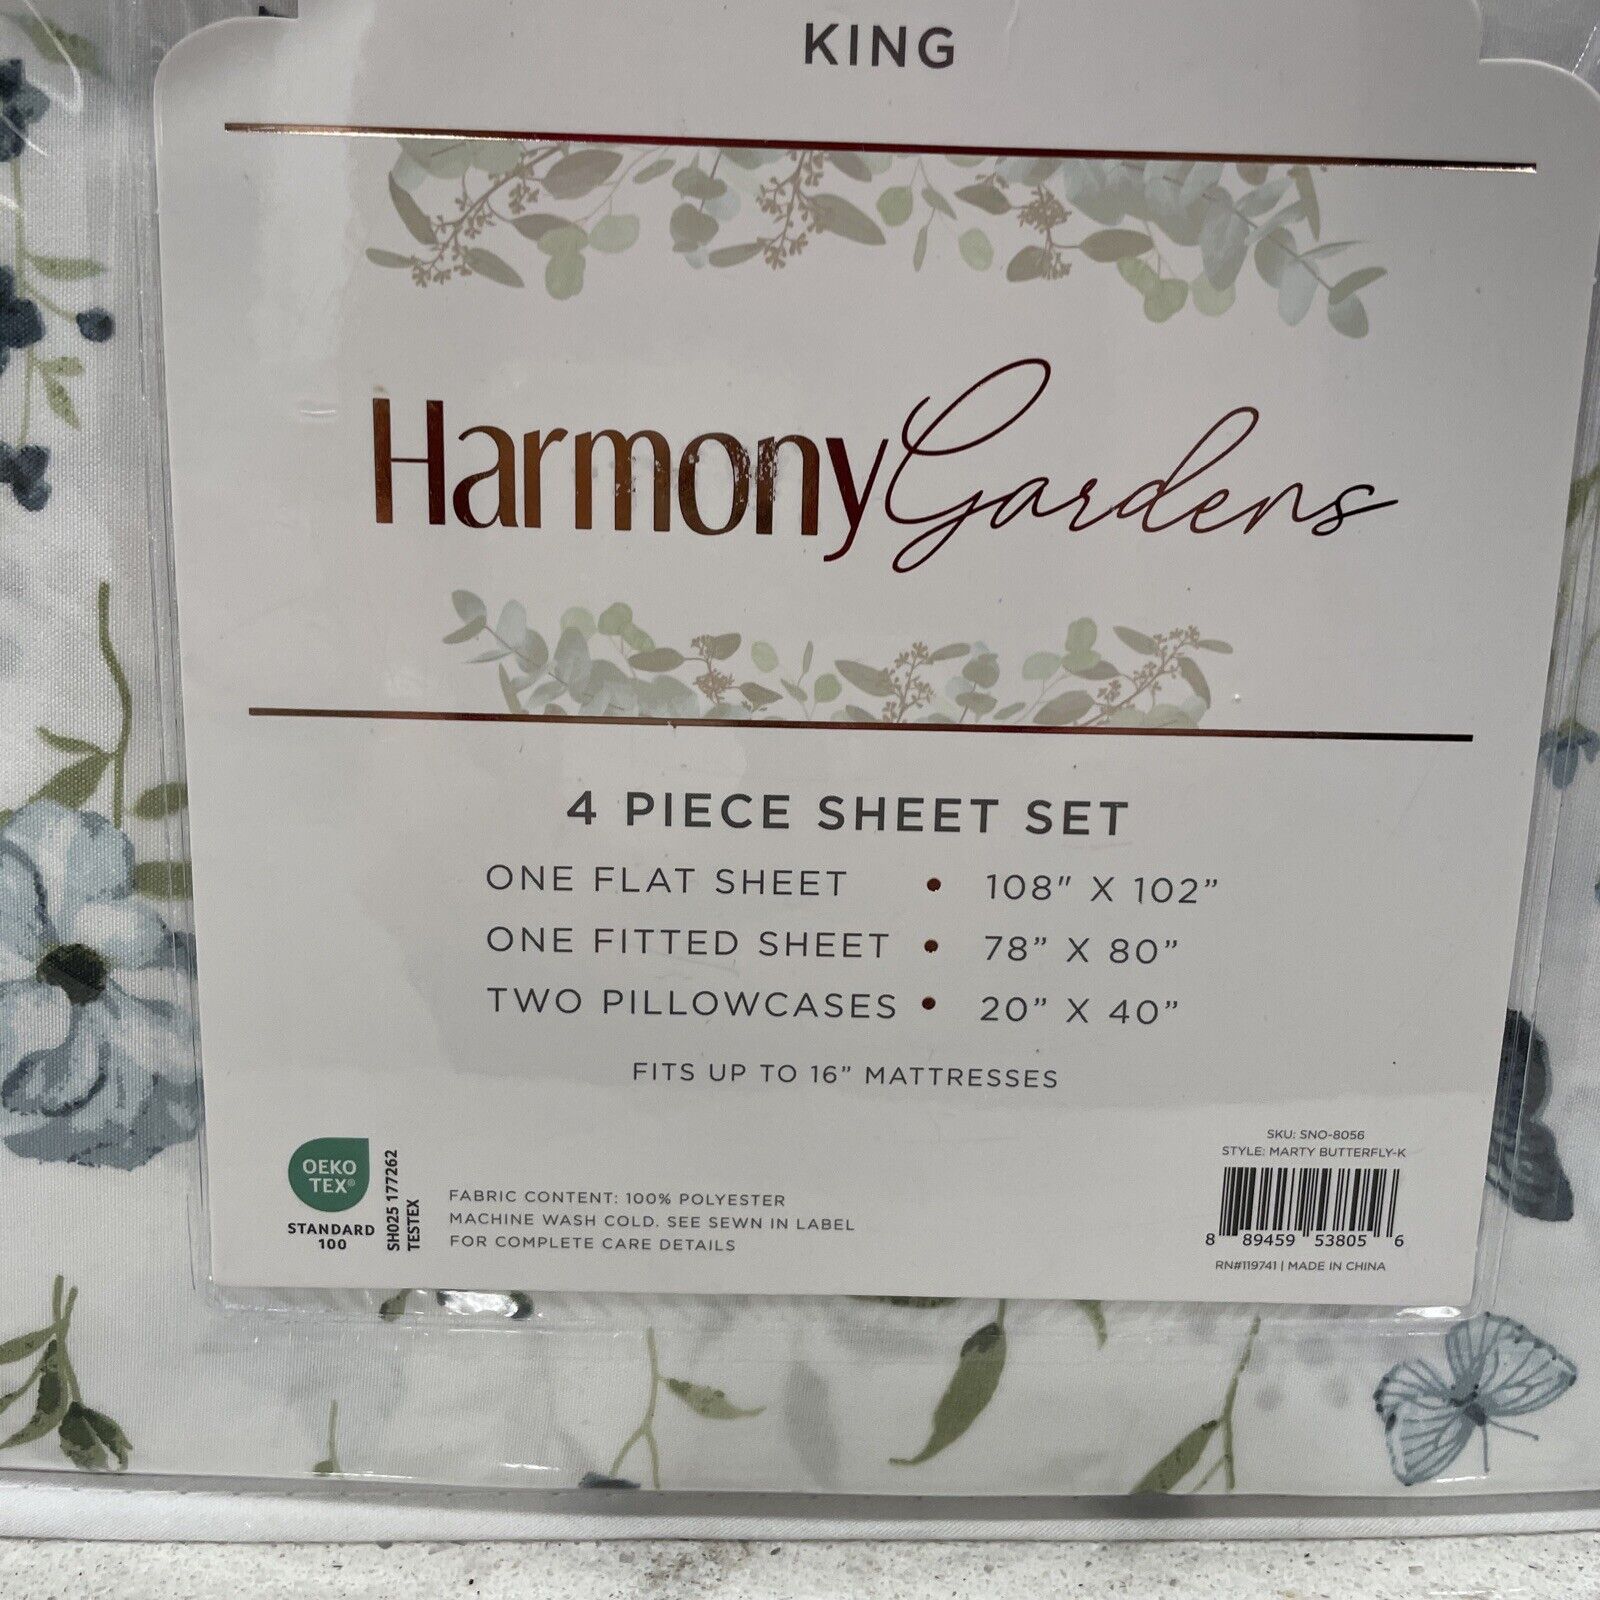 KING
Harmony Gardens
4 PIECE SHEET SET
ONE FLAT SHEET • 108" X 102"
ONE FITTED SHEET • 78" X 80"
TWO PILLOWCASES • 20" X 40"
FITS UP TO 16" MATTRESSES
OEKO
TEX®
STANDARD
100
SH025 177262
TESTEX
FABRIC CONTENT: 100% POLYESTER
MACHINE WASH COLD. SEE SEWN IN LABEL
FOR COMPLETE CARE DETAILS
SKU: SNO-8056
STYLE: MARTY BUTTERFLY-K
8 89459 53805 6
RN#119741 | MADE IN CHINA